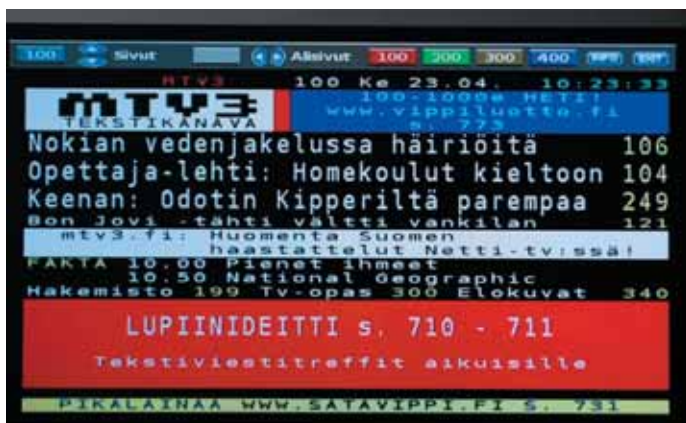 100 Sivut Alisivut 100 200 300 400 INFO EXIT
MTV3 100 Ke 23.04. 10:23:33
MTV3
TEKSTIKANAVA
100-1000e HETI!
www.vippiluotto.fi
s. 773
Nokian vedenjakelussa häiriöitä 106
Opettaja-lehti: Homekoulut kieltoon 104
Keenan: Odotin Kipperiltä parempaa 249
Bon Jovi -tähti vältti vankilan 121
mtv3.fi: Huomenta Suomen
haastattelut Netti-tv:ssä!
FAKTA 10.00 Pienet ihmeet
10.50 National Geographic
Hakemisto 199 Tv-opas 300 Elokuvat 340
LUPIINIDEITTI s. 710 - 711
Tekstiviestitreffit aikuisille
PIKALAINAA WWW.SATAVIPPI.FI S. 731